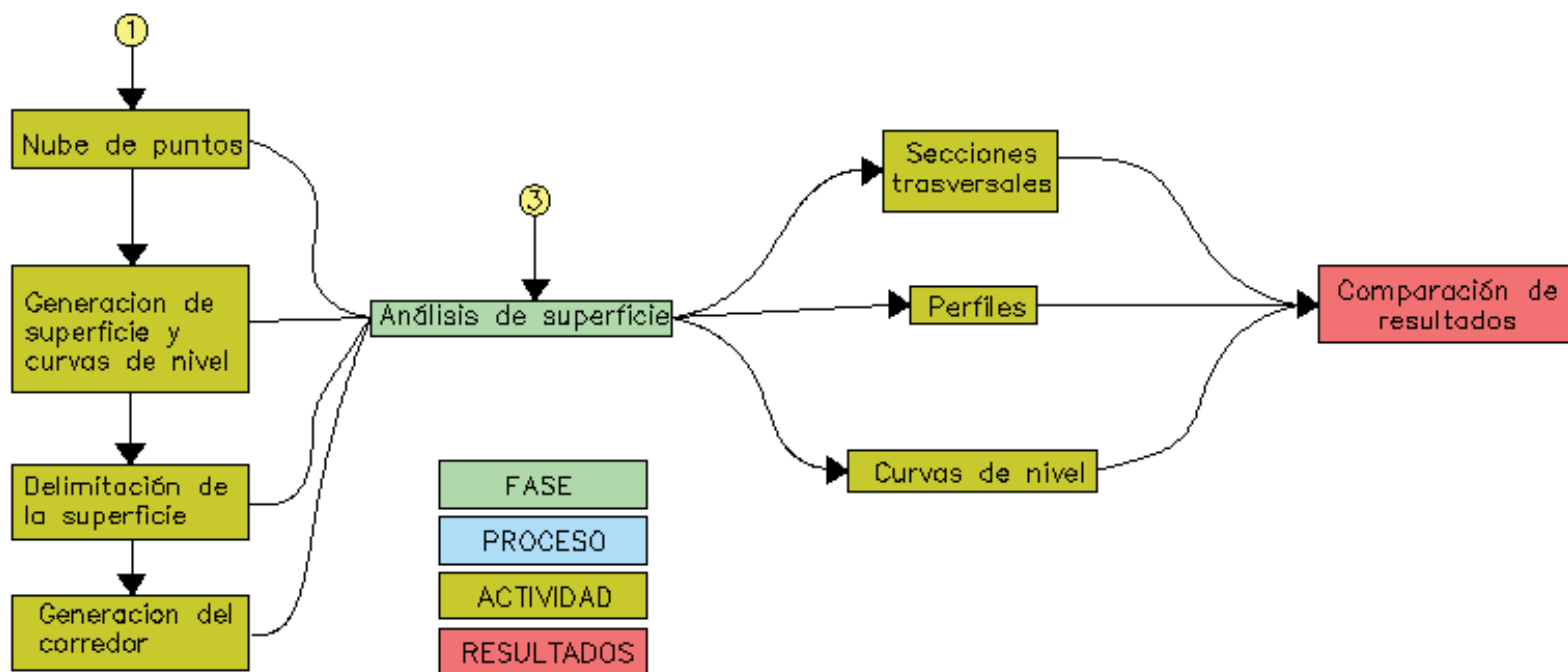 1
Nube de puntos
Generacion de
superficie y
curvas de nivel
Delimitación de
la superficie
Generacion del
corredor
3
Análisis de superficie
Secciones
trasversales
Perfiles
Curvas de nivel
Comparación de
resultados
FASE
PROCESO
ACTIVIDAD
RESULTADOS